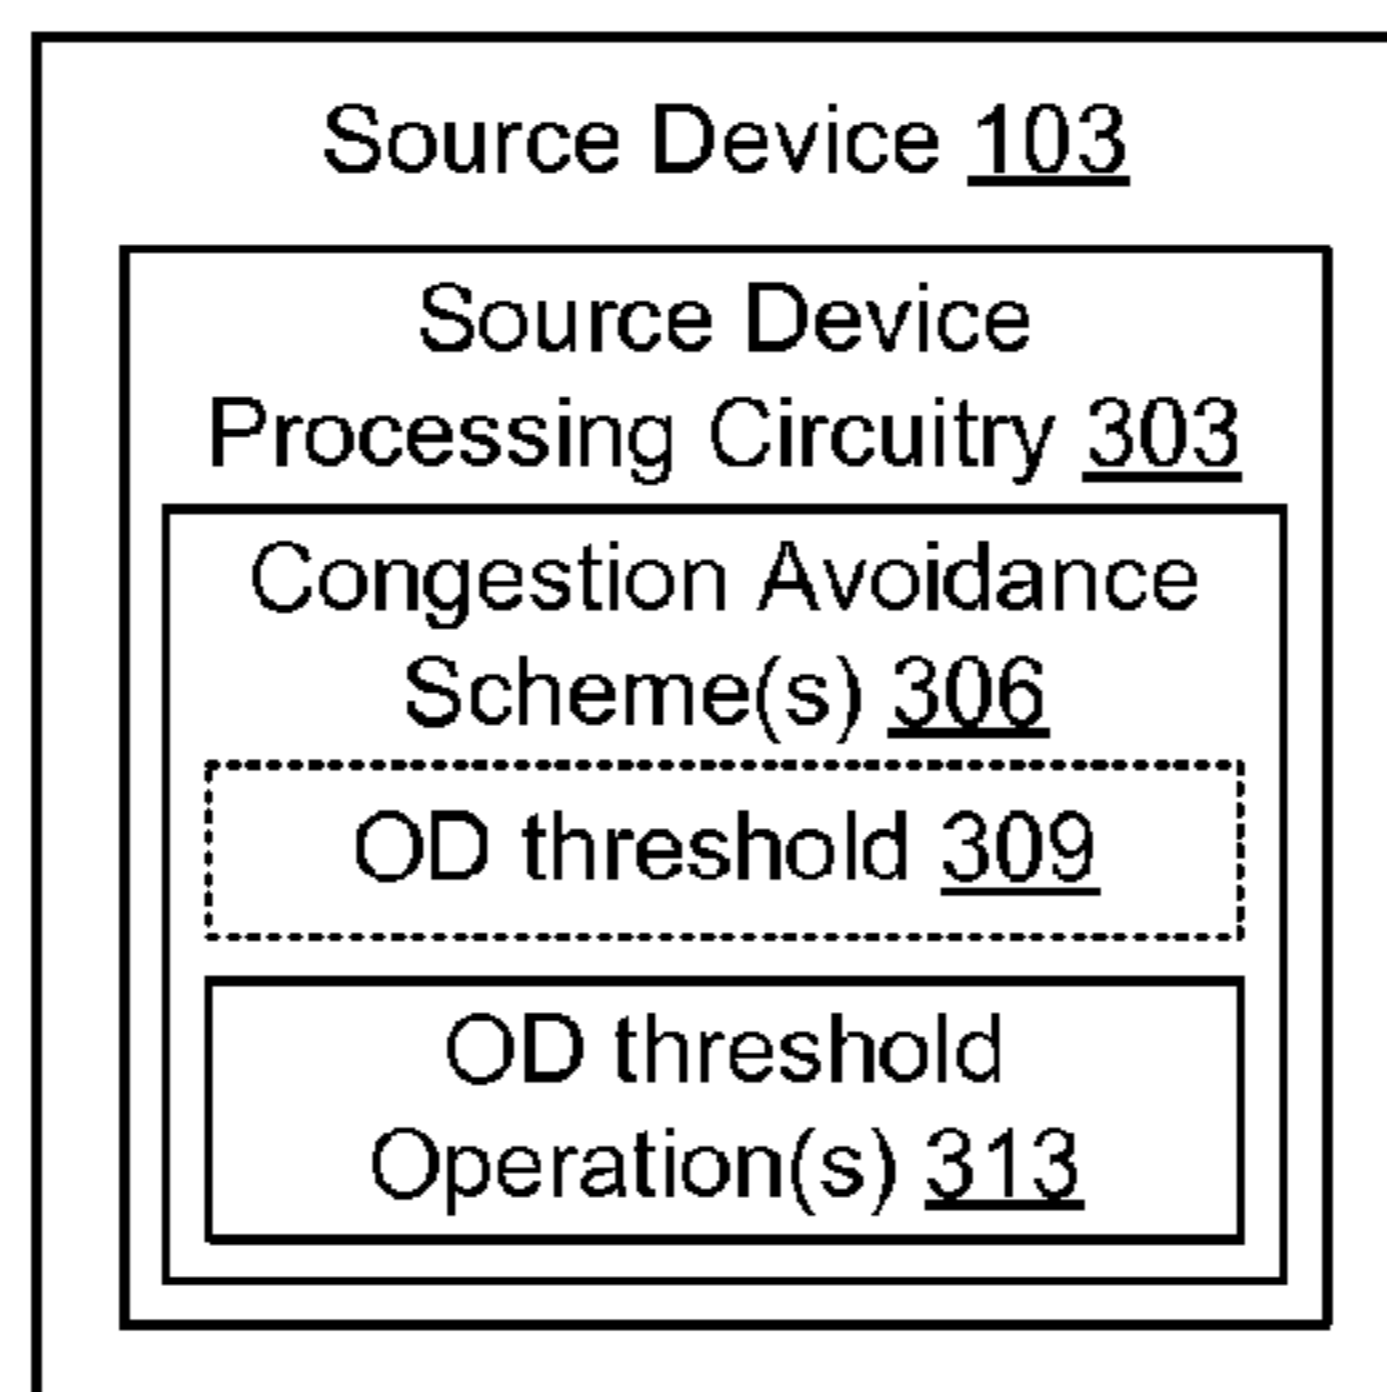 Source Device 103
Source Device
Processing Circuitry 303
Congestion Avoidance
Scheme(s) 306
OD threshold 309
OD threshold
Operation(s) 313